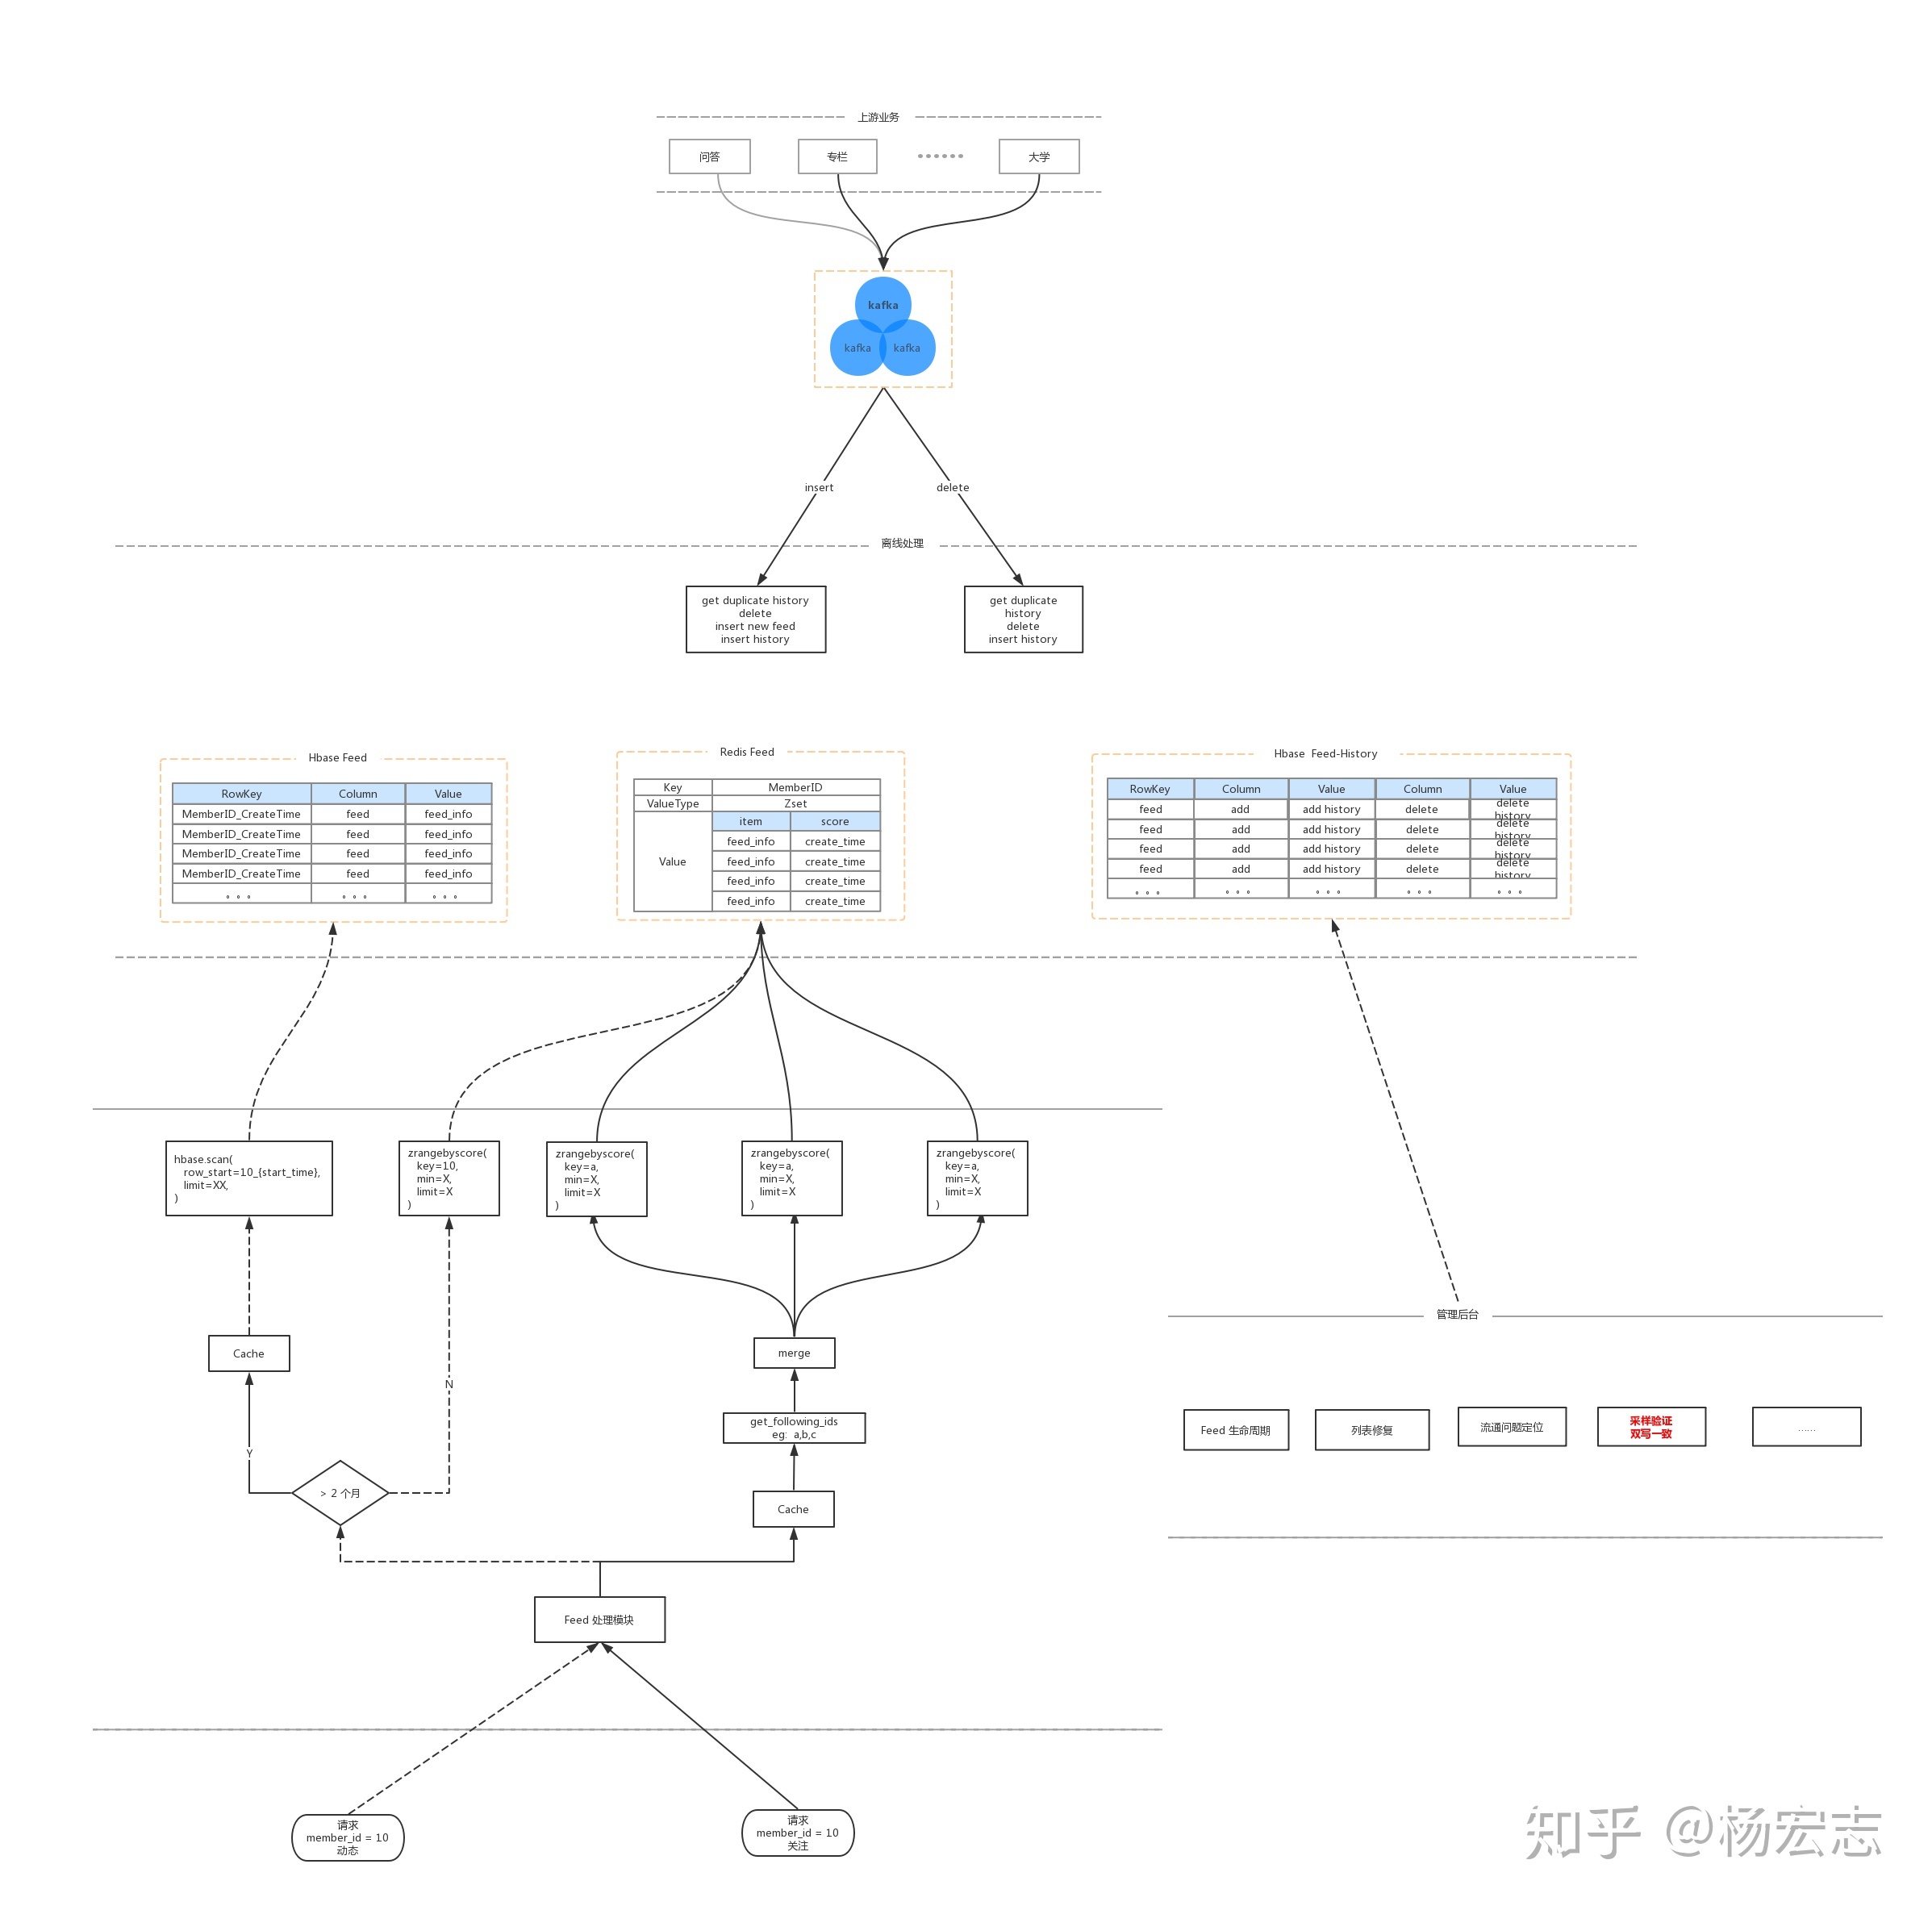 上游业务
问答
专栏
大学
kafka
kafka
kafka
insert
delete
离线处理
get duplicate history
delete
insert new feed
insert history
get duplicate
history
delete
insert history
Hbase Feed
RowKey
Column
Value
MemberID_CreateTime
feed
feed_info
MemberID_CreateTime
feed
feed_info
MemberID_CreateTime
feed
feed_info
MemberID_CreateTime
feed
feed_info
。。。
。。。
。。。
Redis Feed
Key
MemberID
ValueType
Zset
Value
item
score
feed_info
create_time
feed_info
create_time
feed_info
create_time
feed_info
create_time
Hbase Feed-History
RowKey
Column
Value
Column
Value
feed
add
add history
delete
delete
history
feed
add
add history
delete
delete
history
feed
add
add history
delete
delete
history
feed
add
add history
delete
delete
history
。。。
。。。
。。。
。。。
。。。
hbase.scan(
row_start=10_{start_time},
limit=XX,
)
zrangebyscore(
key=10,
min=X,
limit=X
)
zrangebyscore(
key=a,
min=X,
limit=X
)
zrangebyscore(
key=a,
min=X,
limit=X
)
zrangebyscore(
key=a,
min=X,
limit=X
)
管理后台
Cache
merge
N
get_following_ids
eg: a,b,c
Feed 生命周期
列表修复
流通问题定位
采样验证
双写一致
......
Y
> 2 个月
Cache
Feed 处理模块
请求
member_id = 10
动态
请求
member_id = 10
关注
知乎 @杨宏志